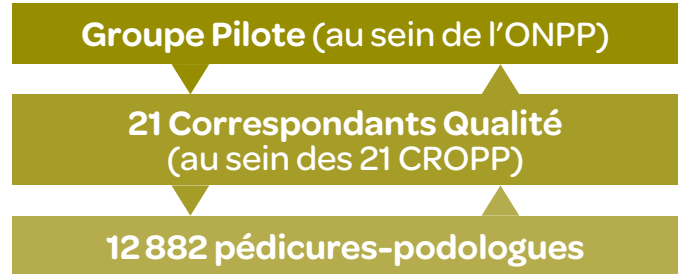 Groupe Pilote (au sein de l’ONPP)
21 Correspondants Qualité
(au sein des 21 CROPP)
12 882 pédicures-podologues